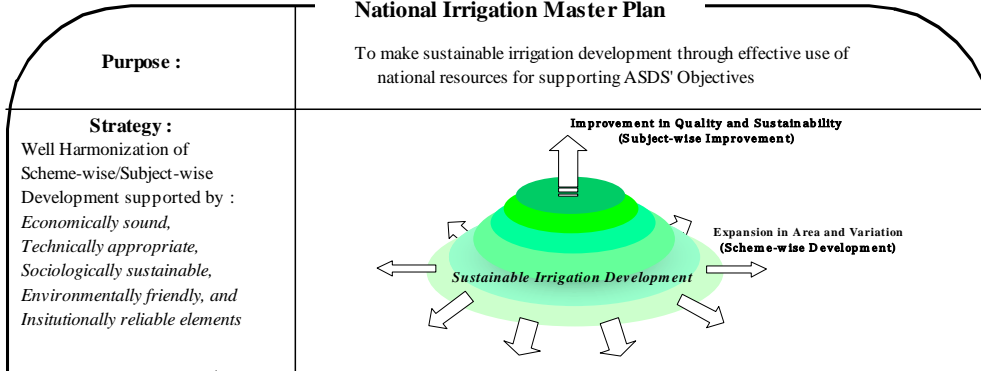 National Irrigation Master Plan
Purpose :
To make sustainable irrigation development through effective use of
national resources for supporting ASDS' Objectives
Strategy :
Well Harmonization of
Scheme-wise/Subject-wise
Development supported by :
Economically sound,
Technically appropriate,
Sociologically sustainable,
Environmentally friendly, and
Insitutionally reliable elements
Improvement in Quality and Sustainability
(Subject-wise Improvement)
Expansion in Area and Variation
(Scheme-wise Development)
Sustainable Irrigation Development